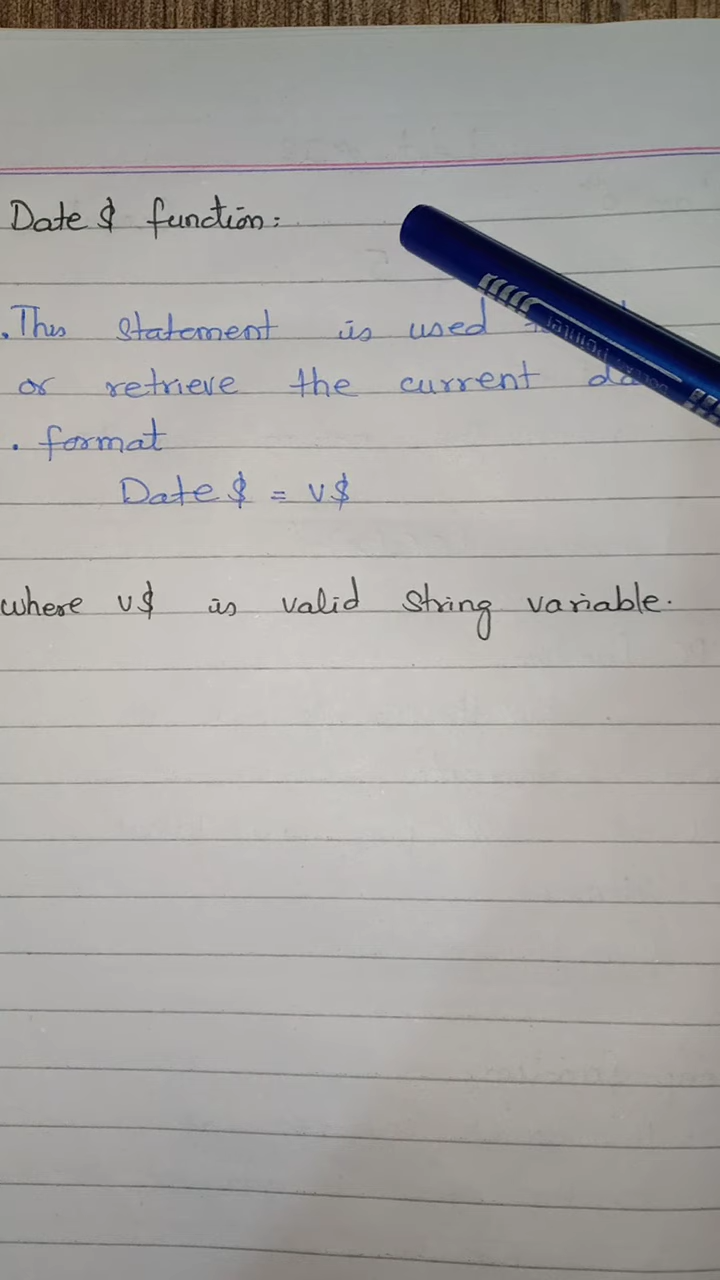 Date $ function:
. This statement is used
or retrieve the current
. format
Date $ = v$
where v$ is valid string variable.